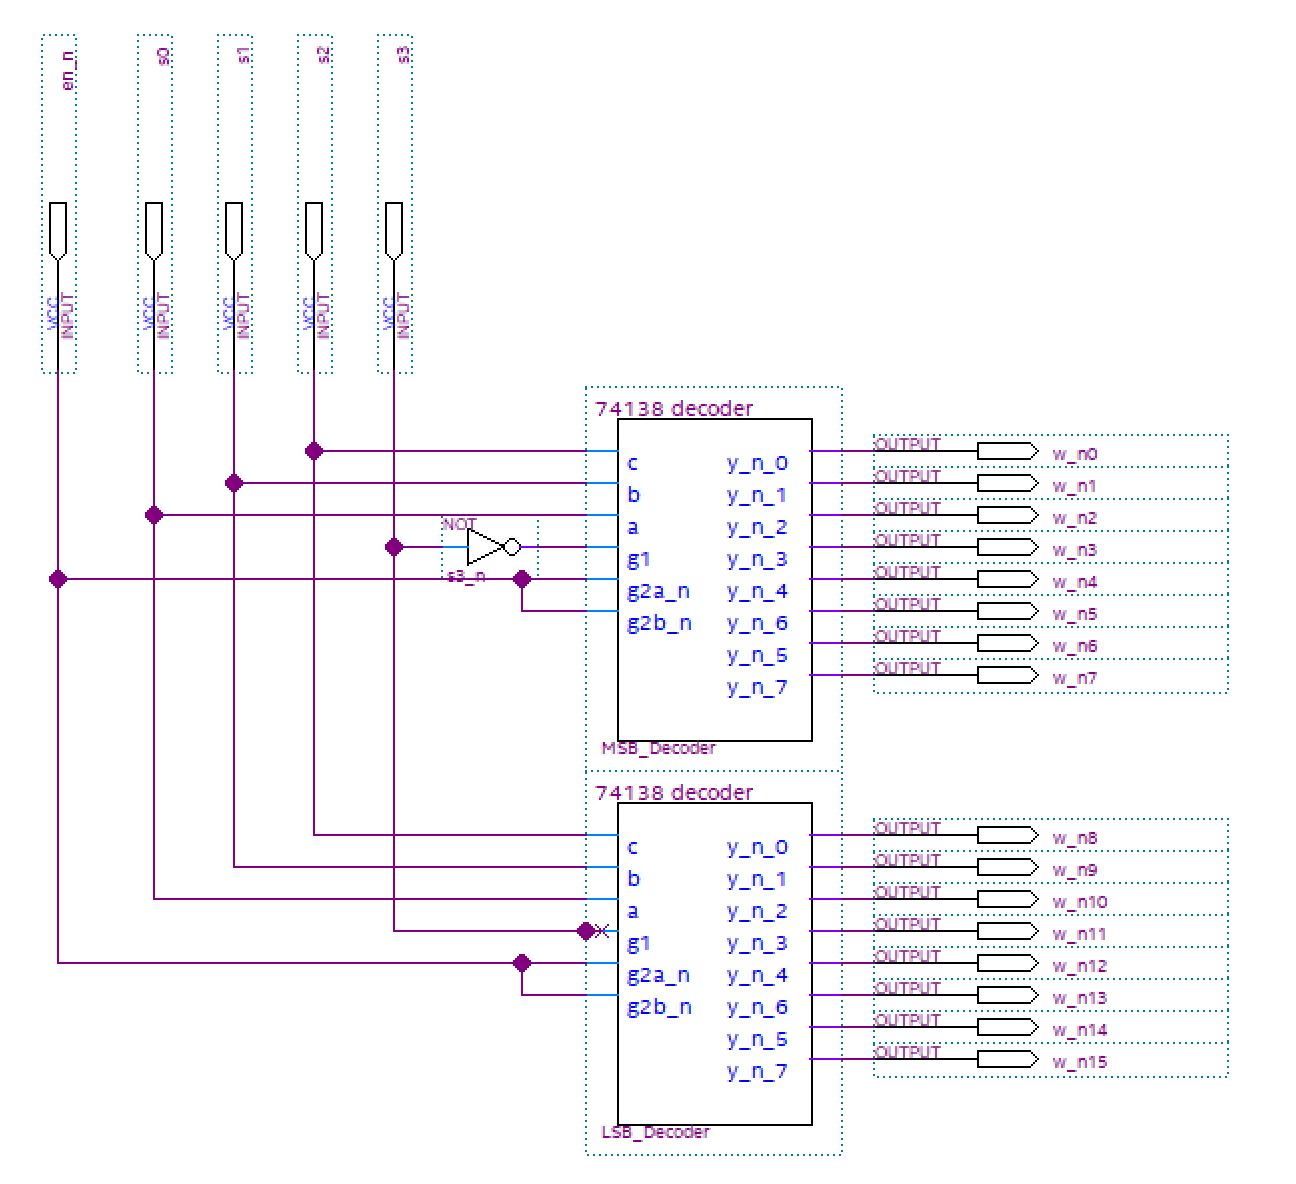 en_n
s0
s1
s2
s3
VCC
INPUT
VCC
INPUT
VCC
INPUT
VCC
INPUT
VCC
INPUT
74138 decoder
c
b
a
g1
g2a_n
g2b_n
y_n_0
y_n_1
y_n_2
y_n_3
y_n_4
y_n_6
y_n_5
y_n_7
MSB_Decoder
NOT
s3_n
OUTPUT w_n0
OUTPUT w_n1
OUTPUT w_n2
OUTPUT w_n3
OUTPUT w_n4
OUTPUT w_n5
OUTPUT w_n6
OUTPUT w_n7
74138 decoder
c
b
a
g1
g2a_n
g2b_n
y_n_0
y_n_1
y_n_2
y_n_3
y_n_4
y_n_6
y_n_5
y_n_7
LSB_Decoder
OUTPUT w_n8
OUTPUT w_n9
OUTPUT w_n10
OUTPUT w_n11
OUTPUT w_n12
OUTPUT w_n13
OUTPUT w_n14
OUTPUT w_n15